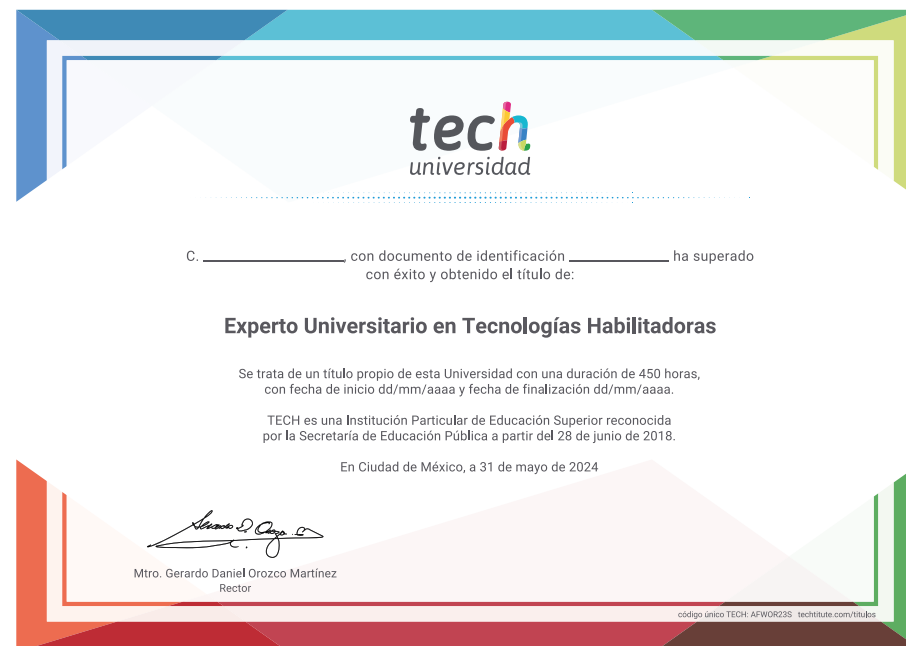 tech
universidad
C. ____________, con documento de identificación ____________ ha superado
con éxito y obtenido el título de:
Experto Universitario en Tecnologías Habilitadoras
Se trata de un título propio de esta Universidad con una duración de 450 horas,
con fecha de inicio dd/mm/aaaa y fecha de finalización dd/mm/aaaa.
TECH es una Institución Particular de Educación Superior reconocida
por la Secretaría de Educación Pública a partir del 28 de junio de 2018.
En Ciudad de México, a 31 de mayo de 2024
Mtro. Gerardo Daniel Orozco Martínez
Rector
código único TECH: AFWOR23S techtitute.com/titulos